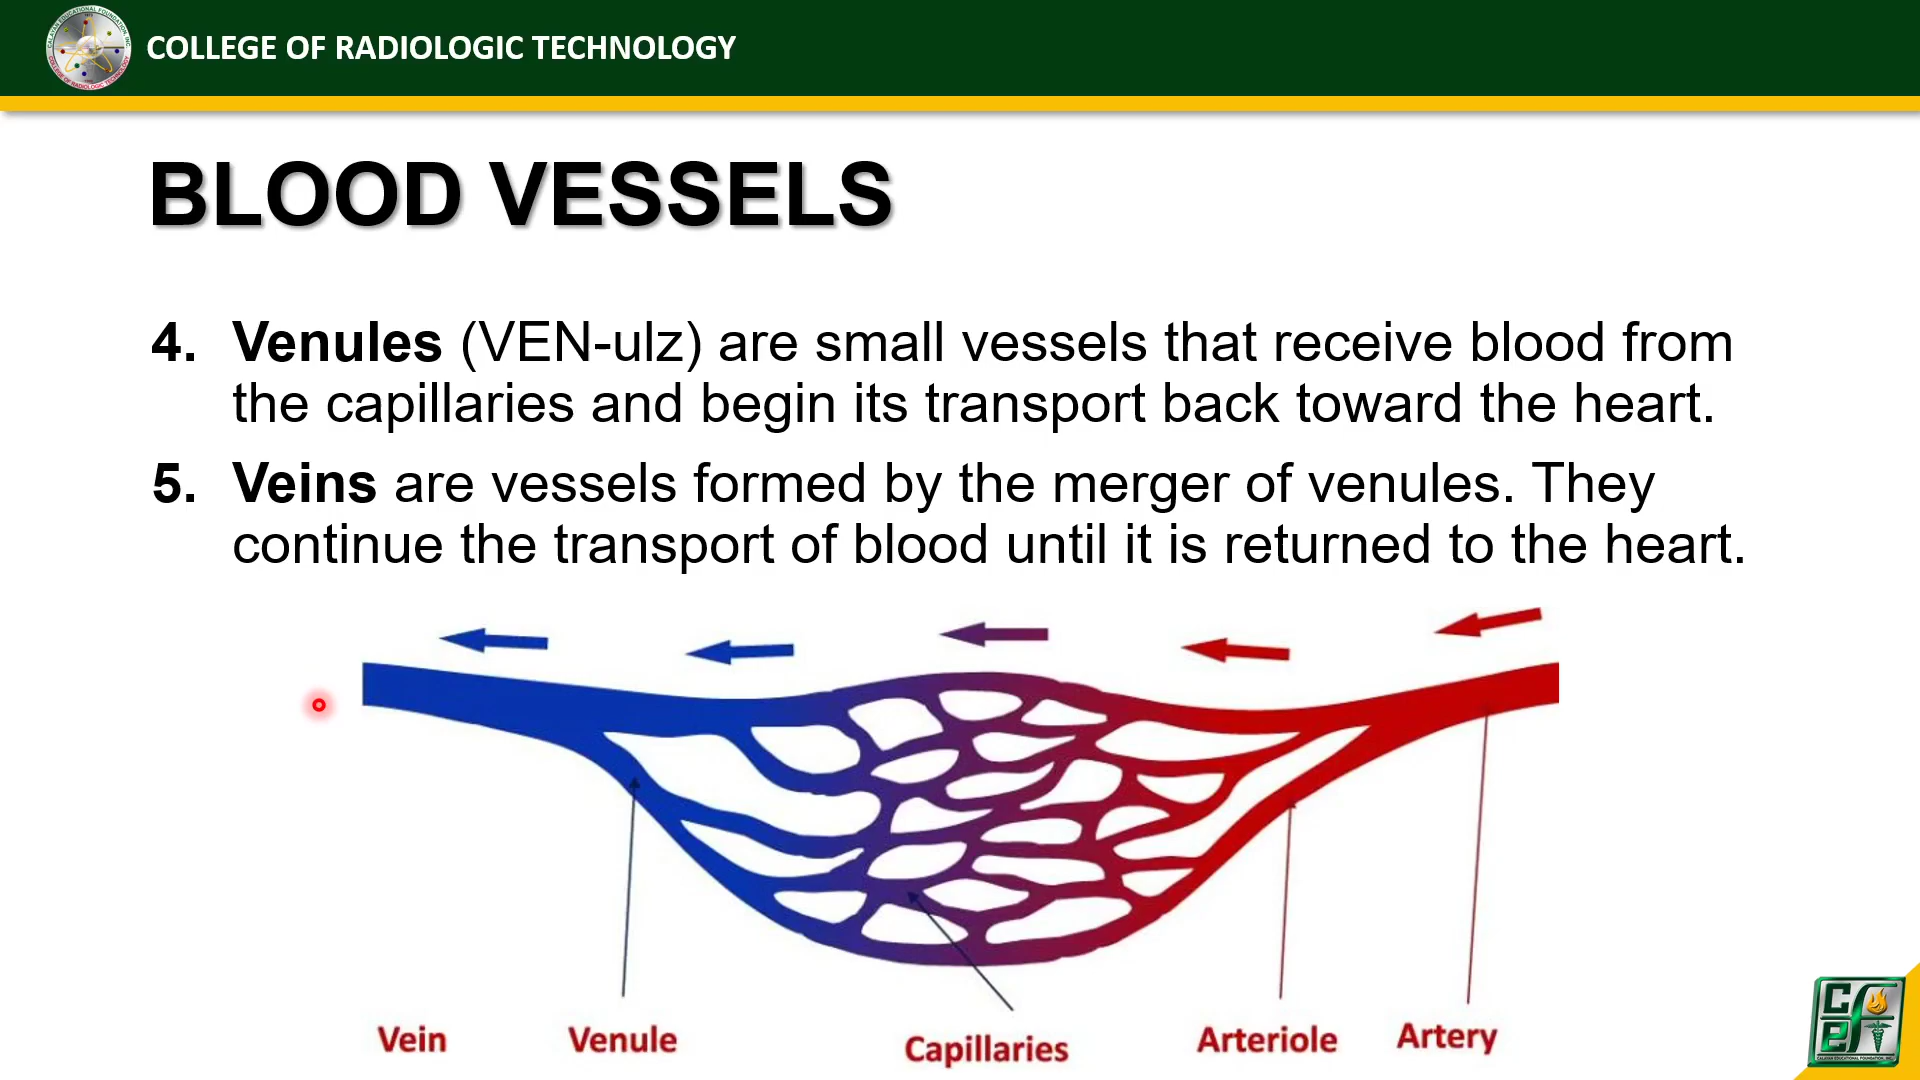 COLLEGE OF RADIOLOGIC TECHNOLOGY
BLOOD VESSELS
4. Venules (VEN-ulz) are small vessels that receive blood from
the capillaries and begin its transport back toward the heart.
5. Veins are vessels formed by the merger of venules. They
continue the transport of blood until it is returned to the heart.
Vein
Venule
Capillaries
Arteriole
Artery